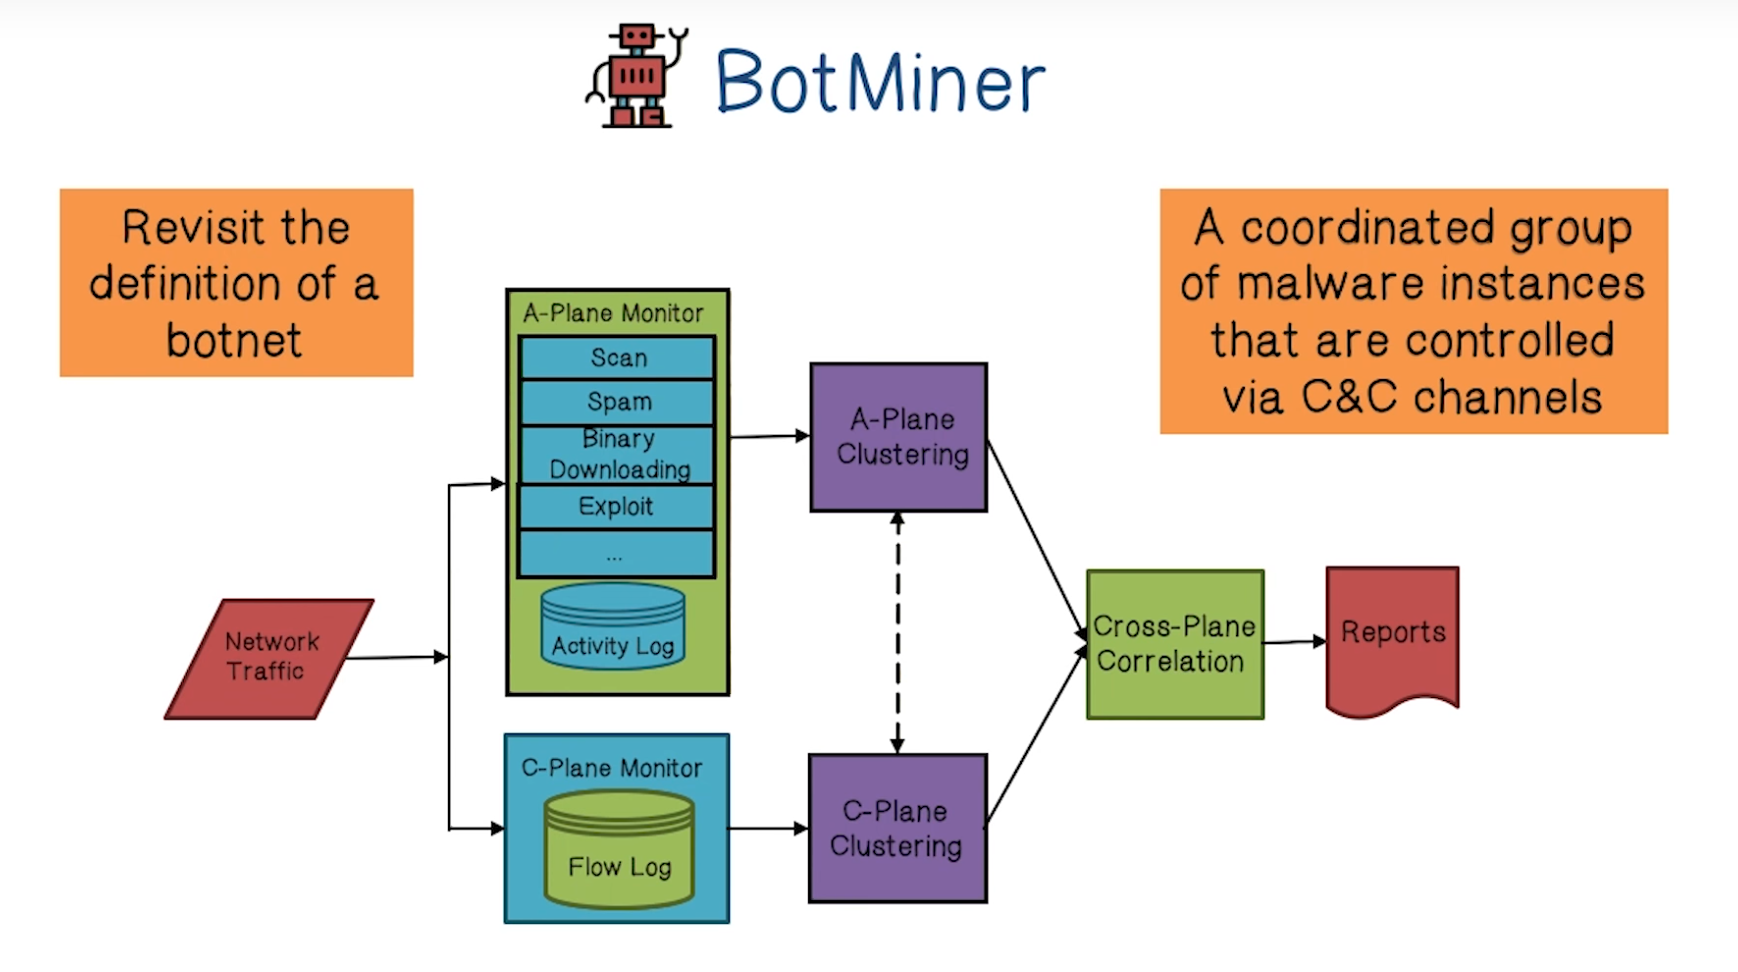 BotMiner
Revisit the
definition of a
botnet
A coordinated group
of malware instances
that are controlled
via C&C channels
A-Plane Monitor
Scan
Spam
Binary
Downloading
Exploit
...
Activity Log
A-Plane
Clustering
Network
Traffic
Cross-Plane
Correlation
Reports
C-Plane Monitor
Flow Log
C-Plane
Clustering